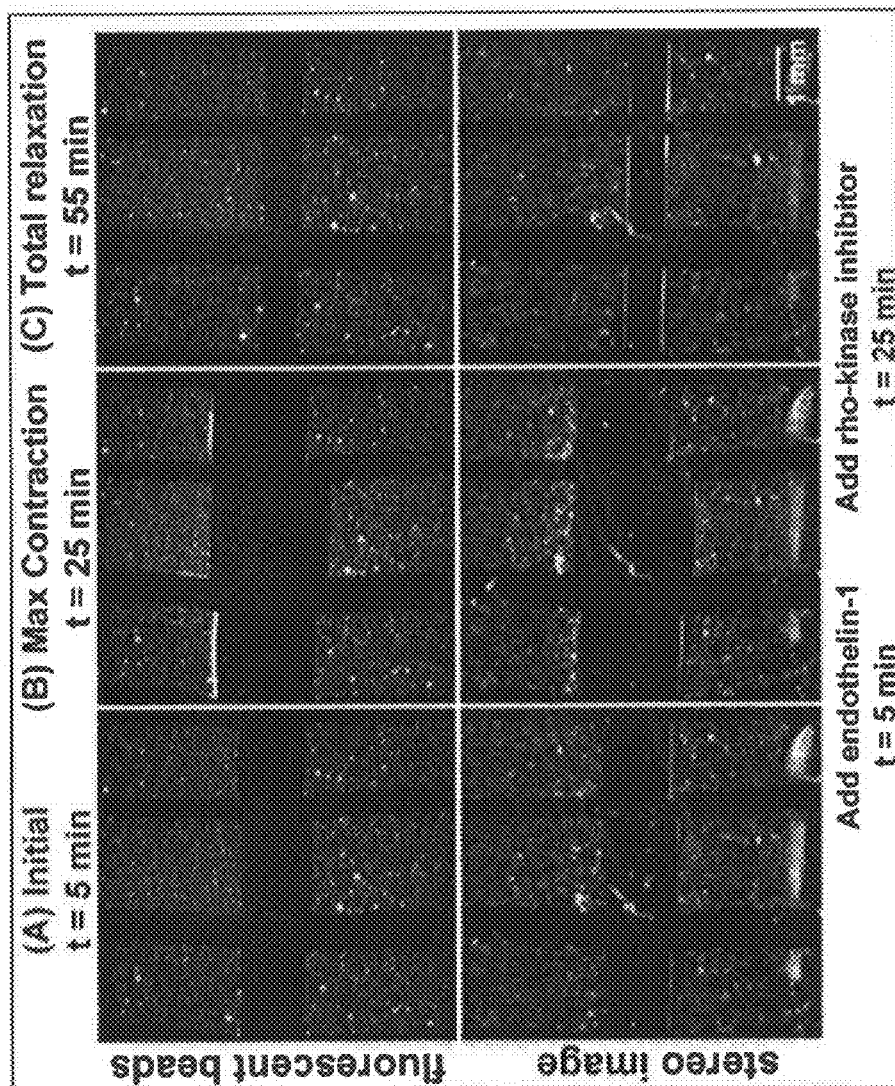 (A) Initial
t = 5 min
(B) Max Contraction
t = 25 min
(C) Total relaxation
t = 55 min
fluorescent beads
stereo image
1 mm
Add endothelin-1
t = 5 min
Add rho-kinase inhibitor
t = 25 min